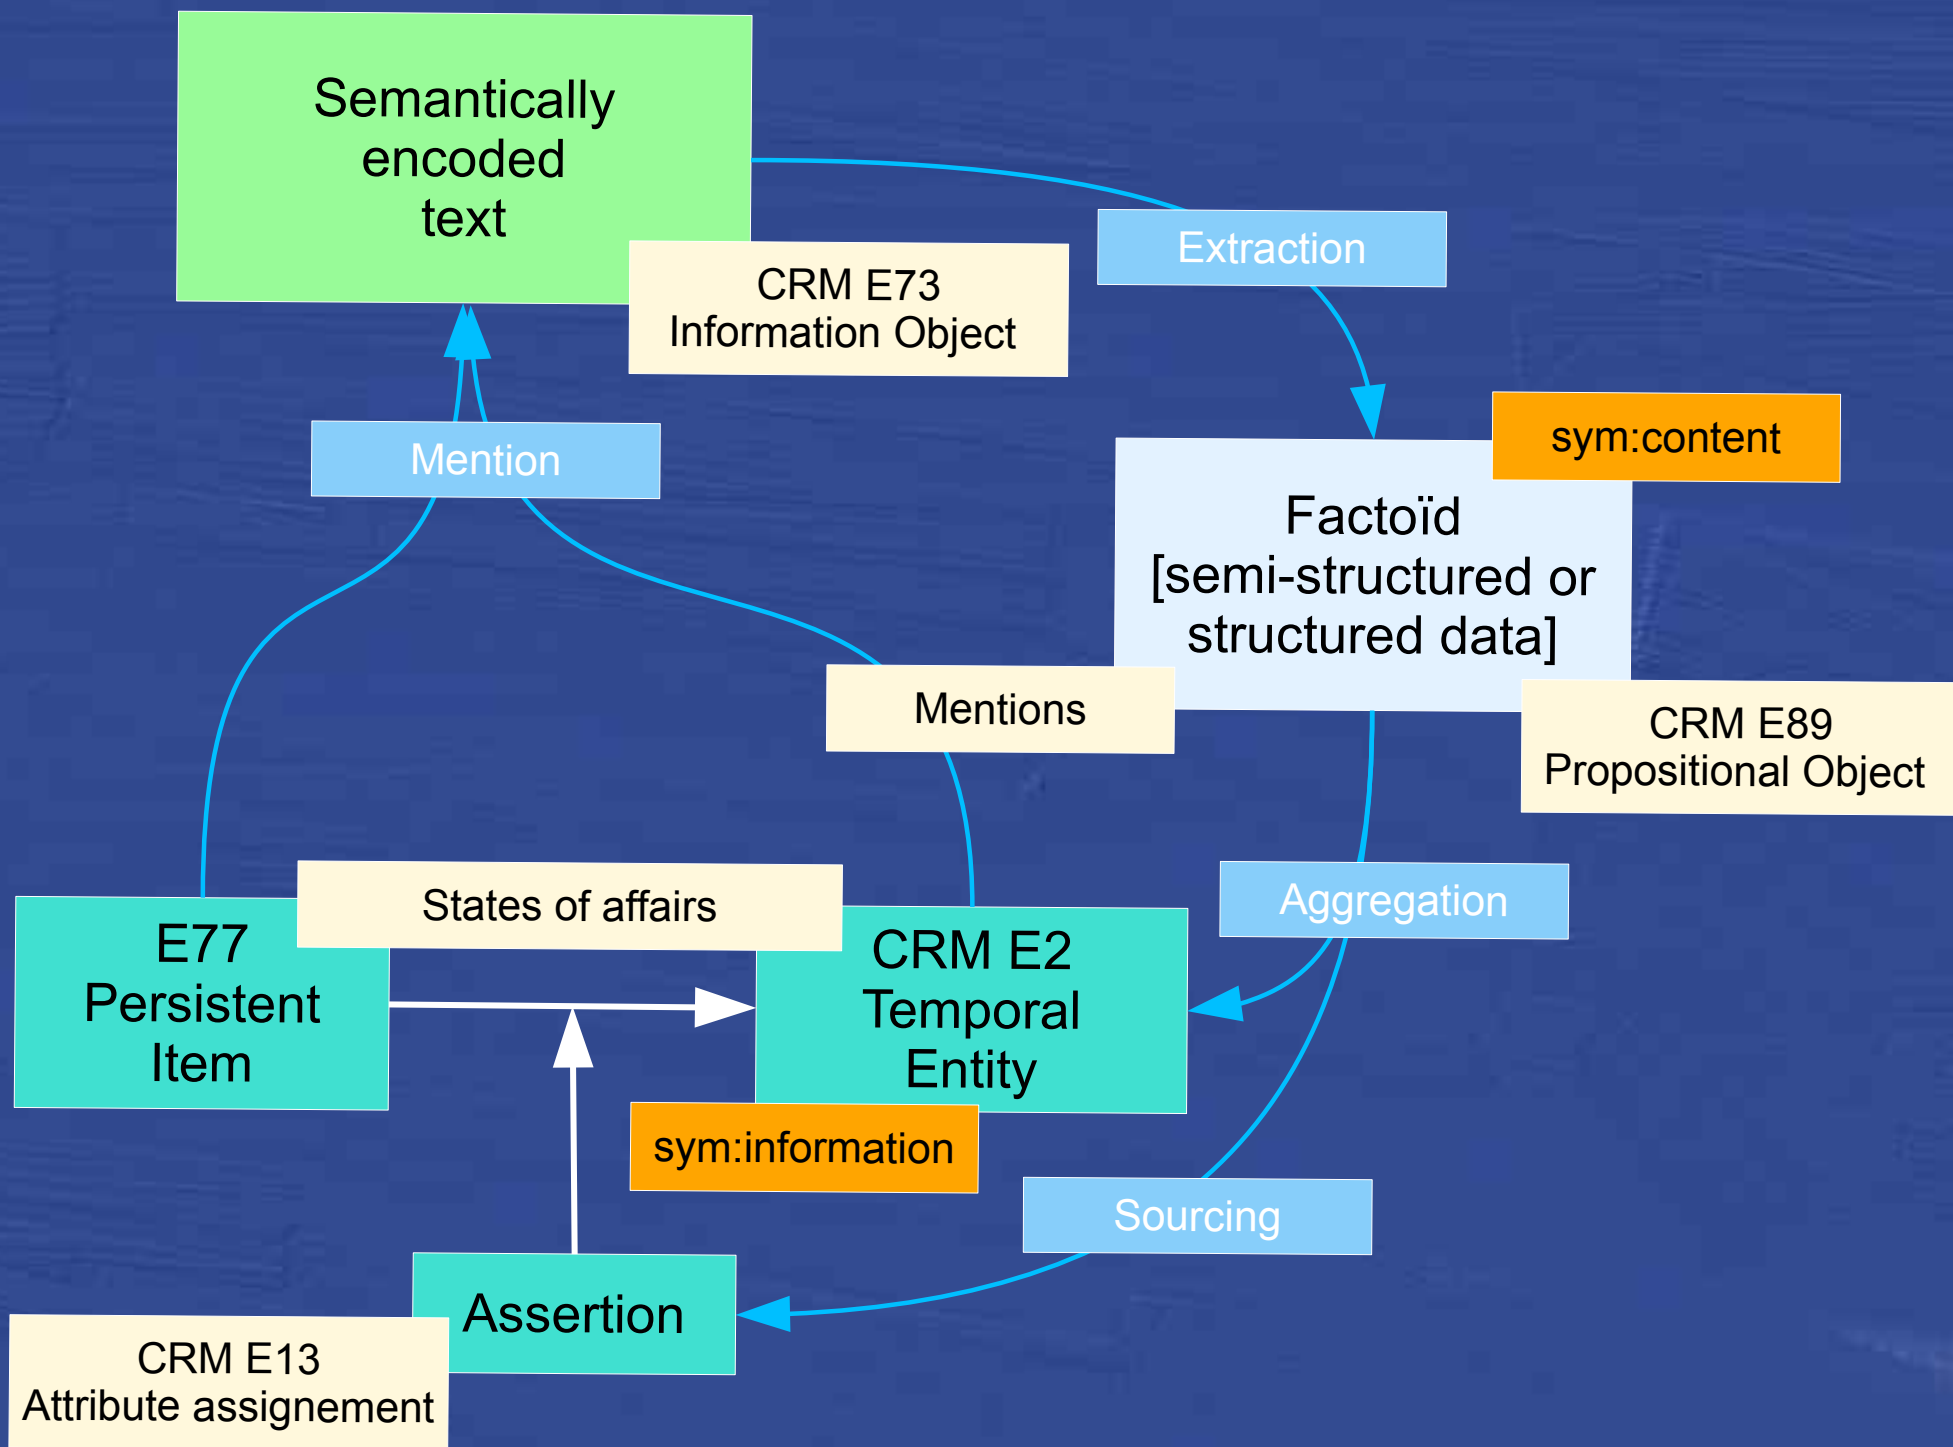 Semantically
encoded
text
Extraction
CRM E73
Information Object
sym:content
Mention
Factoïd
[semi-structured or
structured data]
Mentions
CRM E89
Propositional Object
States of affairs
Aggregation
E77
Persistent
Item
CRM E2
Temporal
Entity
sym:information
Sourcing
Assertion
CRM E13
Attribute assignement